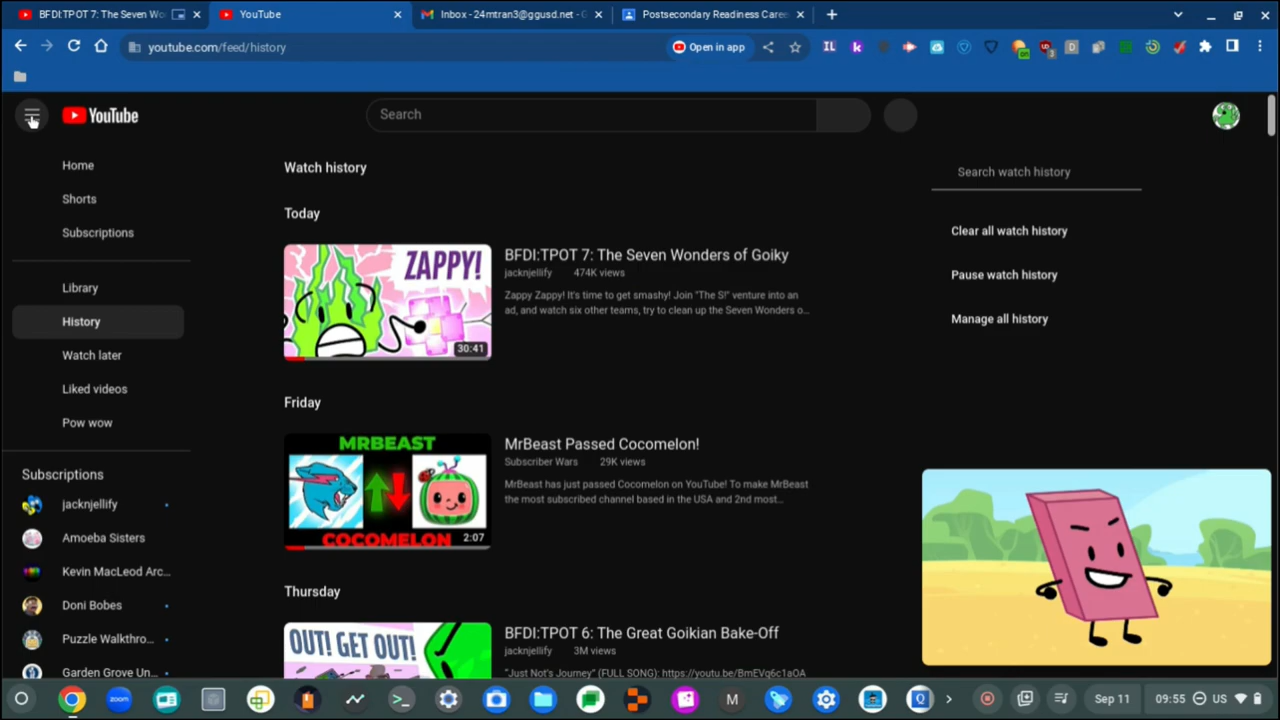 BFDI:TPOT 7: The Seven Wo
YouTube
Inbox - 24mtran3@ggusd.net - G
Postsecondary Readiness Caree
youtube.com/feed/history
Open in app
IL
k
3
D
YouTube
Search
Home
Shorts
Subscriptions
Library
History
Watch later
Liked videos
Pow wow
Subscriptions
jacknjellify
Amoeba Sisters
Kevin MacLeod Arc...
Doni Bobes
Puzzle Walkthro...
Garden Grove Un...
Watch history
Today
ZAPPY!
30:41
BFDI:TPOT 7: The Seven Wonders of Goiky
jacknjellify 474K views
Zappy Zappy! It's time to get smashy! Join "The S!" venture into an
ad, and watch six other teams, try to clean up the Seven Wonders o...
Friday
MRBEAST
COCOMELON
2:07
MrBeast Passed Cocomelon!
Subscriber Wars 29K views
MrBeast has just passed Cocomelon on YouTube! To make MrBeast
the most subscribed channel based in the USA and 2nd most...
Thursday
OUT! GET OUT!
BFDI:TPOT 6: The Great Goikian Bake-Off
jacknjellify 3M views
"Just Not's Journey" (FULL SONG): https://youtu.be/BmEVq6c1aOA
Search watch history
Clear all watch history
Pause watch history
Manage all history
zoom
M
Q
Sep 11
09:55
US